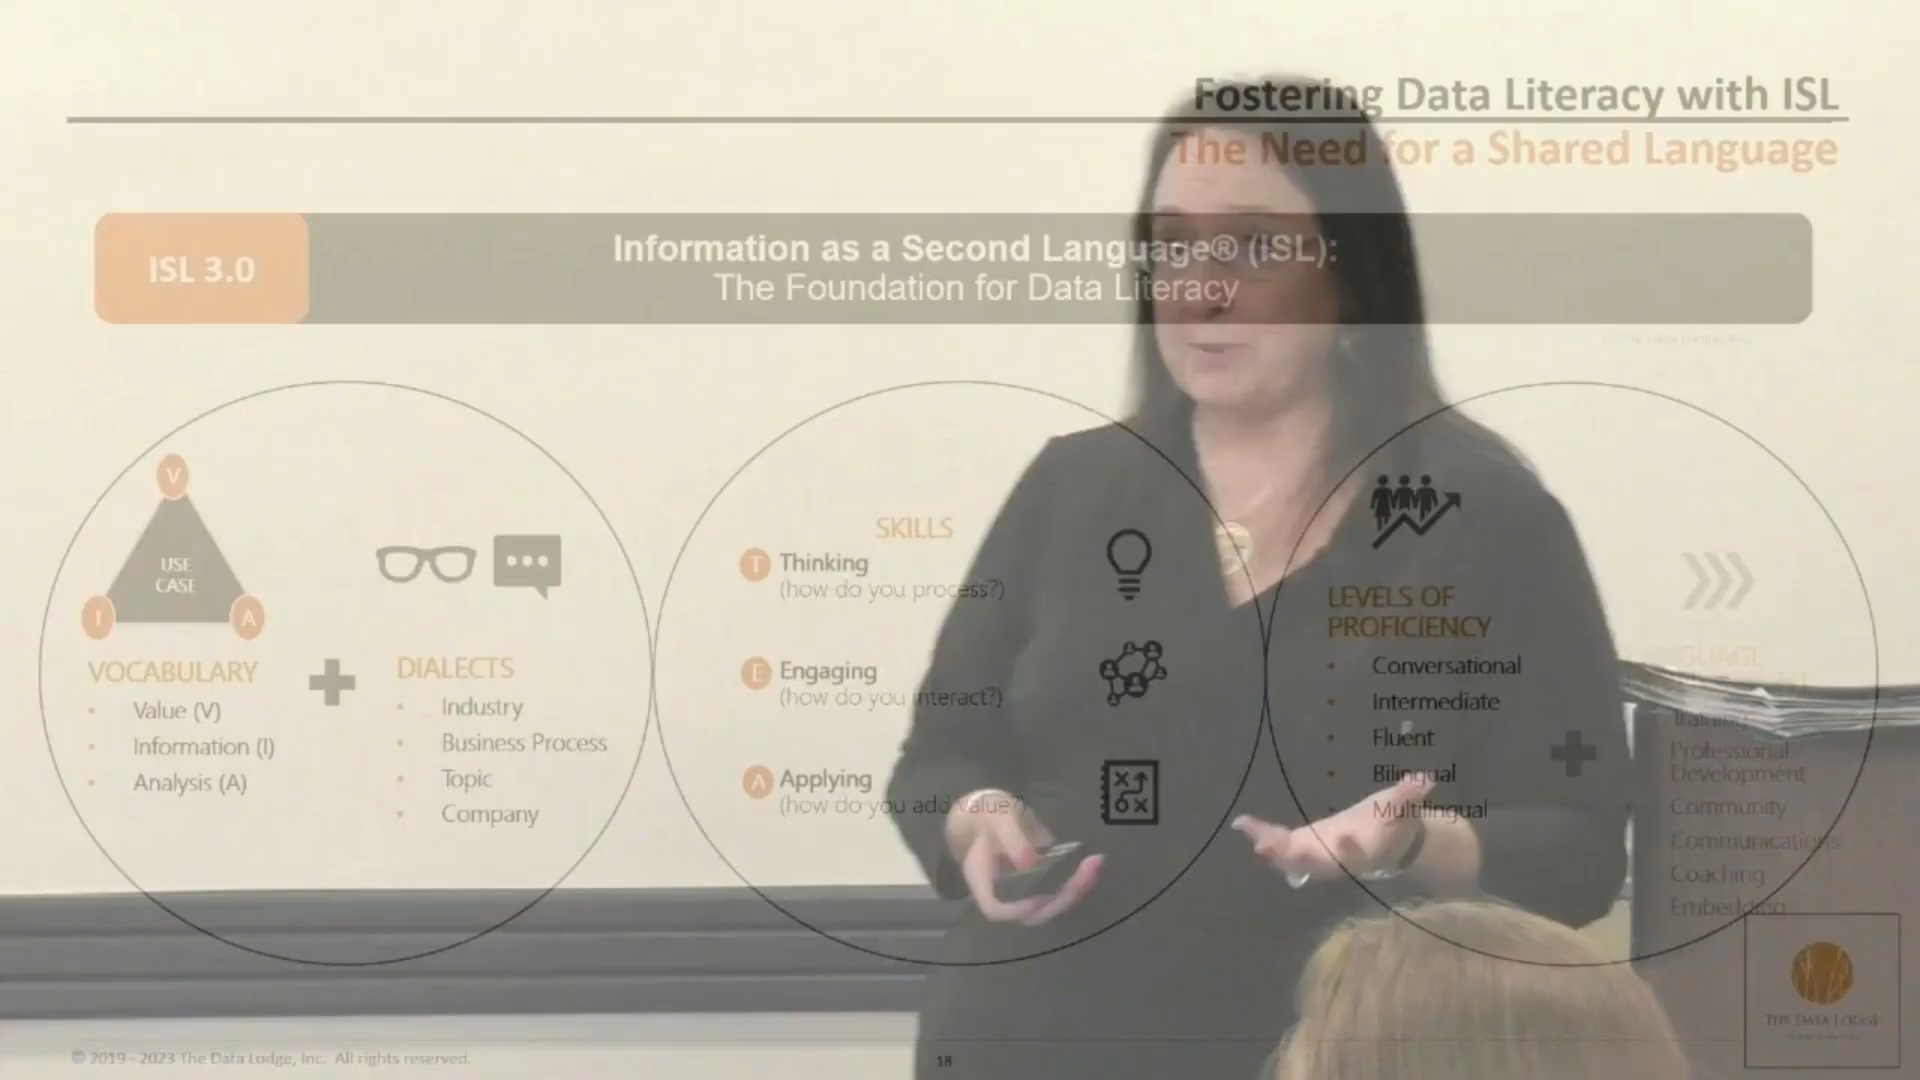 Fostering Data Literacy with ISL
The Need for a Shared Language
ISL 3.0
Information as a Second Language® (ISL):
The Foundation for Data Literacy
V
USE
CASE
I
A
VOCABULARY
Value (V)
Information (I)
Analysis (A)
DIALECTS
Industry
Business Process
Topic
Company
SKILLS
T Thinking
(how do you process?)
E Engaging
(how do you interact?)
A Applying
(how do you add value?)
LEVELS OF
PROFICIENCY
Conversational
Intermediate
Fluent
Bilingual
Multilingual
Training
Professional
Development
Community
Communications
Coaching
Embedding
THE DATA LODGE
© 2019 - 2023 The Data Lodge, Inc. All rights reserved.
18